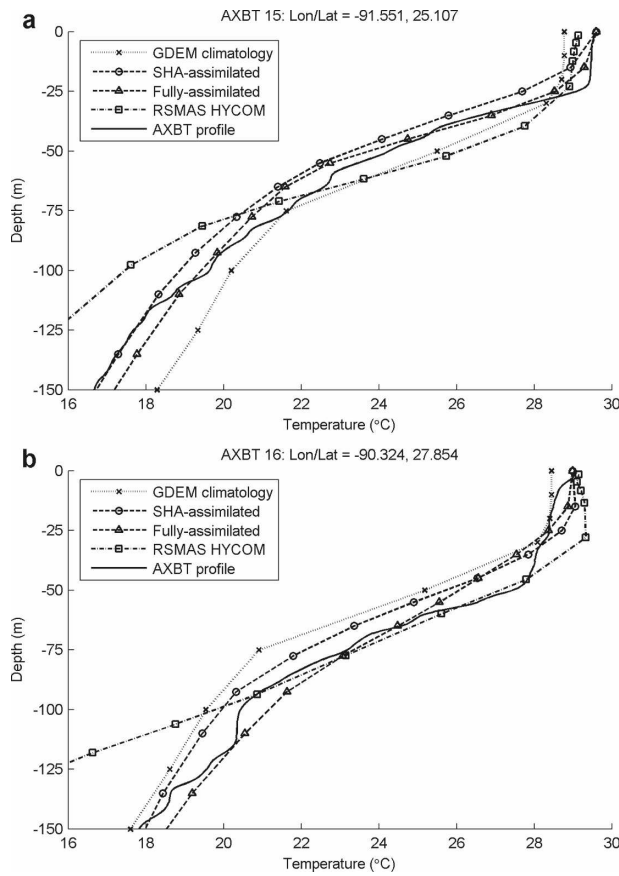 a
AXBT 15: Lon/Lat = -91.551, 25.107
GDEM climatology
SHA-assimilated
Fully-assimilated
RSMAS HYCOM
AXBT profile
Depth (m)
0
-25
-50
-75
-100
-125
-150
16 18 20 22 24 26 28 30
Temperature (°C)
b
AXBT 16: Lon/Lat = -90.324, 27.854
GDEM climatology
SHA-assimilated
Fully-assimilated
RSMAS HYCOM
AXBT profile
Depth (m)
0
-25
-50
-75
-100
-125
-150
16 18 20 22 24 26 28 30
Temperature (°C)